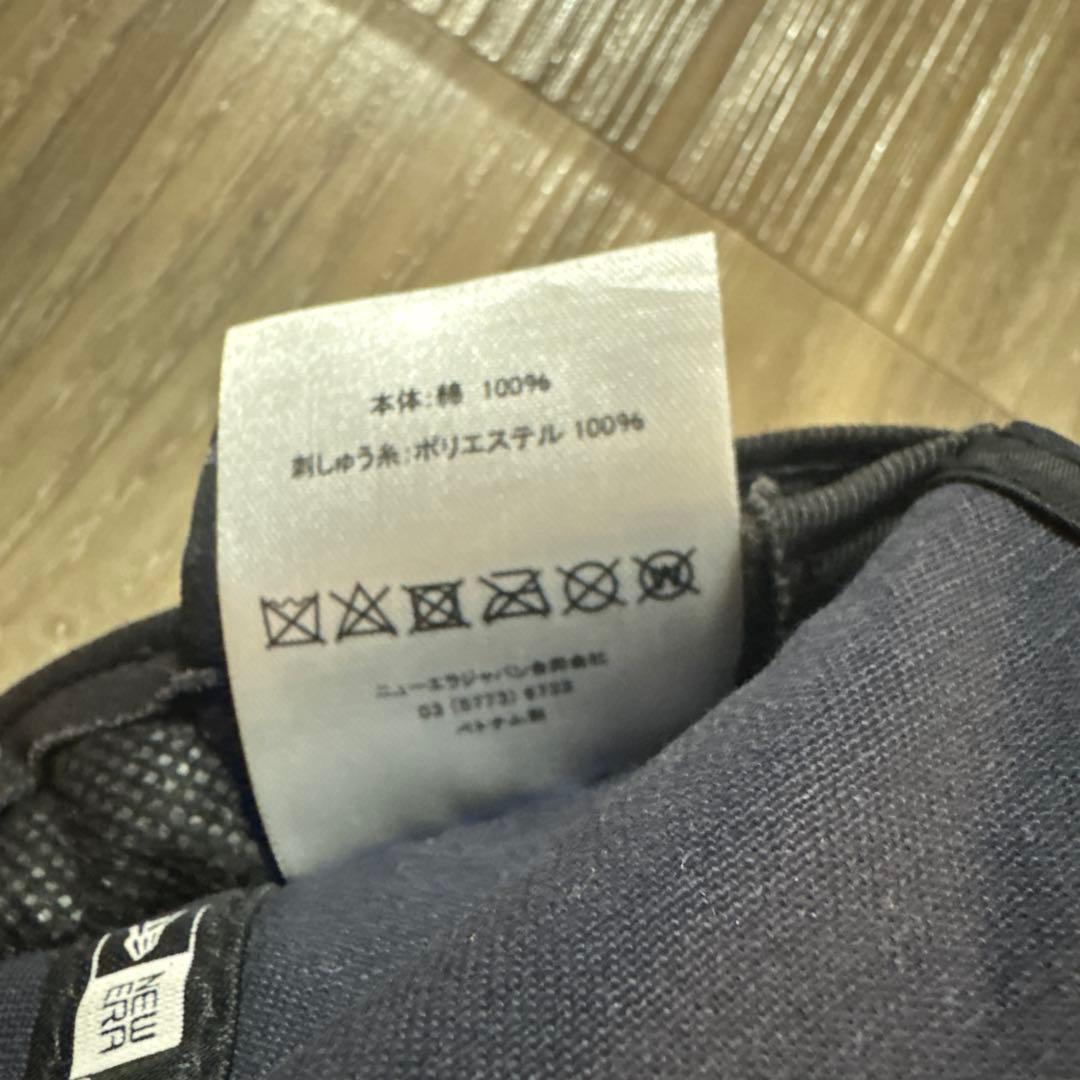 本体:綿 100%
刺しゅう糸:ポリエステル 100%
ニューエラジャパン合同会社
03 (5773)
ベトナム製
NEW
ERA